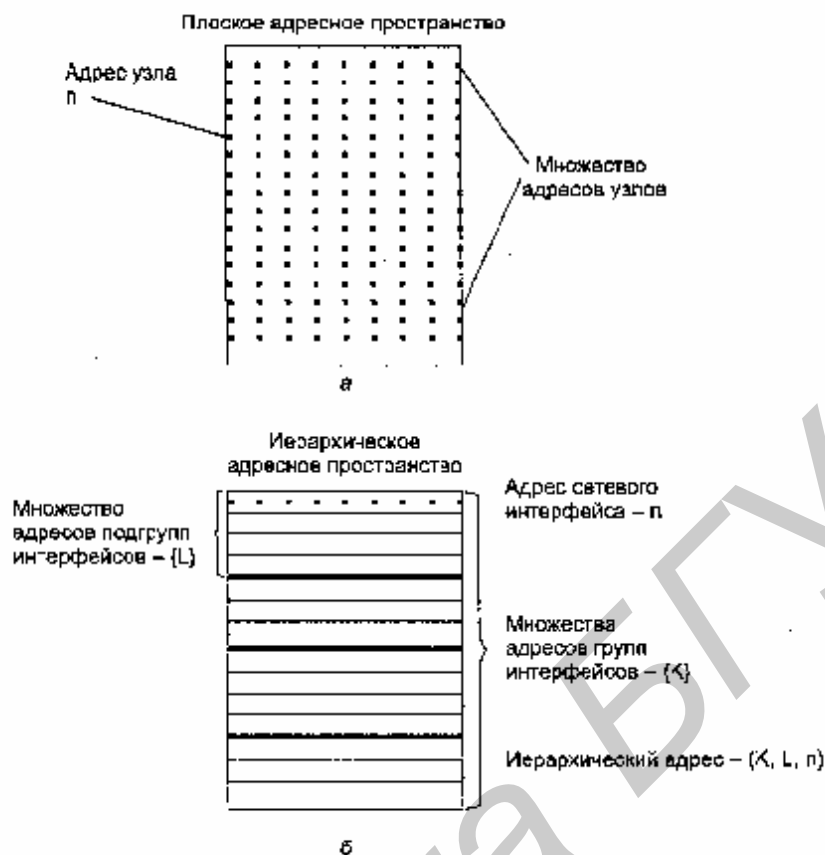 Плоское адресное пространство
Адрес узла
n
Множество
адресов узлов
а
Иерархическое
адресное пространство
Множество
адресов подгрупп
интерфейсов – {L}
Адрес сетевого
интерфейса – n
Множества
адресов групп
интерфейсов – {K}
Иерархический адрес – (K, L, n)
б
а БГУ